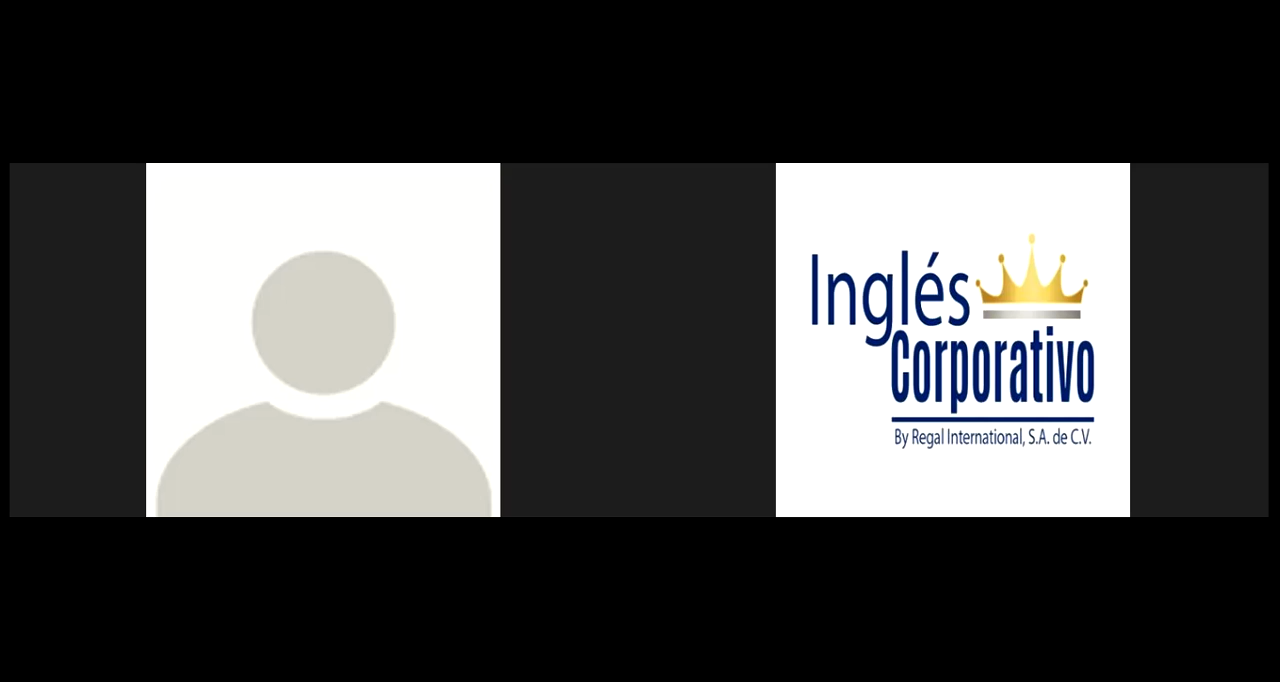 Inglés
Corporativo
By Regal International, S.A. de C.V.